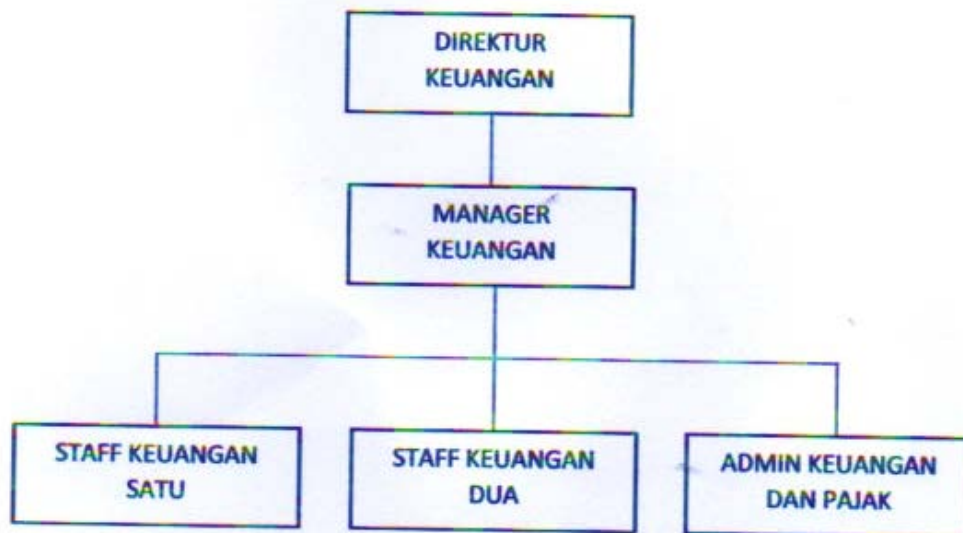 DIREKTUR
KEUANGAN
MANAGER
KEUANGAN
STAFF KEUANGAN
SATU
STAFF KEUANGAN
DUA
ADMIN KEUANGAN
DAN PAJAK